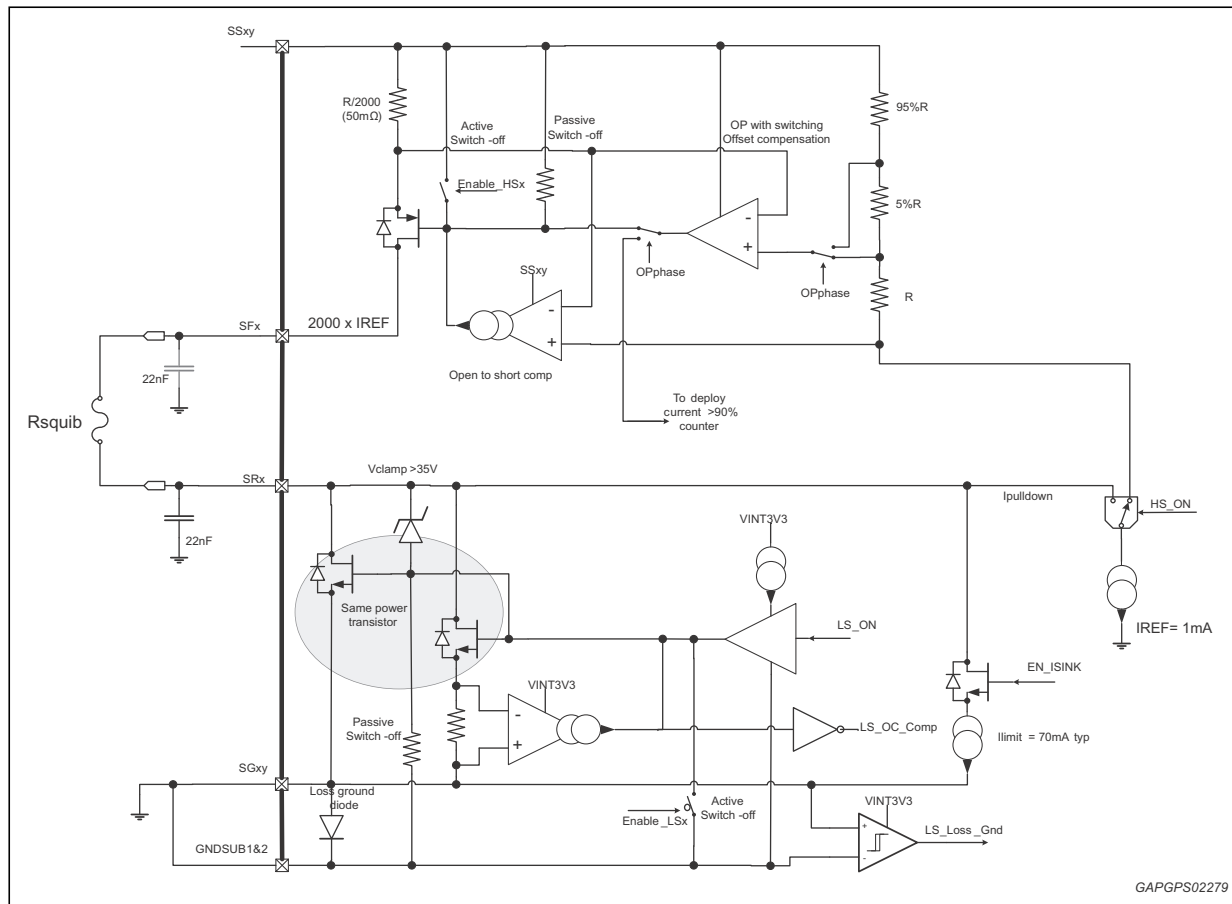 SSxy
R/2000
(50mΩ)
Active
Switch -off
Passive
Switch -off
OP with switching
Offset compensation
95%R
Enable_HSx
5%R
-
+
OPphase
OPphase
SSxy
R
SFx
2000 x IREF
-
+
22nF
Open to short comp
Rsquib
To deploy
current >90%
counter
SRx
Vclamp >35V
Ipulldown
HS_ON
VINT3V3
22nF
Same power
transistor
LS_ON
IREF= 1mA
EN_ISINK
VINT3V3
-
+
Passive
Switch -off
LS_OC_Comp
Ilimit = 70mA typ
SGxy
Loss ground
diode
Active
Switch -off
Enable_LSx
VINT3V3
+
-
LS_Loss_Gnd
GNDSUB1&2
GAPGPS02279